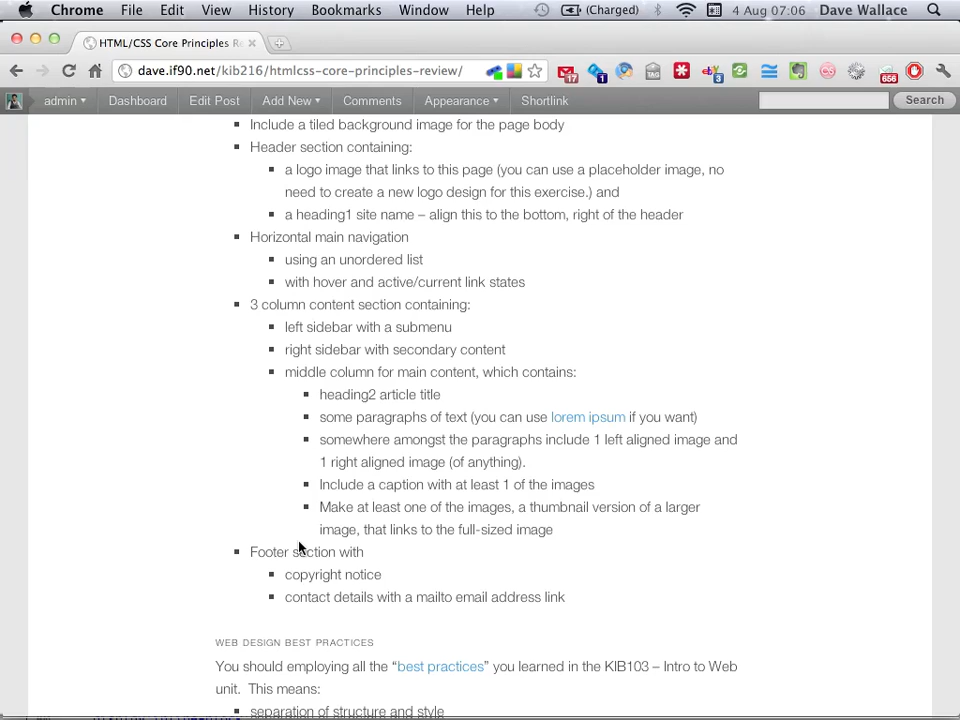 Chrome File Edit View History Bookmarks Window Help (Charged) 4 Aug 07:06 Dave Wallace
HTML/CSS Core Principles Re
dave.if90.net/kib216/htmlcss-core-principles-review/ 17 1 TAG 3 656
admin Dashboard Edit Post Add New Comments Appearance Shortlink Search
Include a tiled background image for the page body
Header section containing:
a logo image that links to this page (you can use a placeholder image, no
need to create a new logo design for this exercise.) and
a heading1 site name – align this to the bottom, right of the header
Horizontal main navigation
using an unordered list
with hover and active/current link states
3 column content section containing:
left sidebar with a submenu
right sidebar with secondary content
middle column for main content, which contains:
heading2 article title
some paragraphs of text (you can use lorem ipsum if you want)
somewhere amongst the paragraphs include 1 left aligned image and
1 right aligned image (of anything).
Include a caption with at least 1 of the images
Make at least one of the images, a thumbnail version of a larger
image, that links to the full-sized image
Footer section with
copyright notice
contact details with a mailto email address link
WEB DESIGN BEST PRACTICES
You should employing all the “best practices” you learned in the KIB103 – Intro to Web
unit. This means:
separation of structure and style